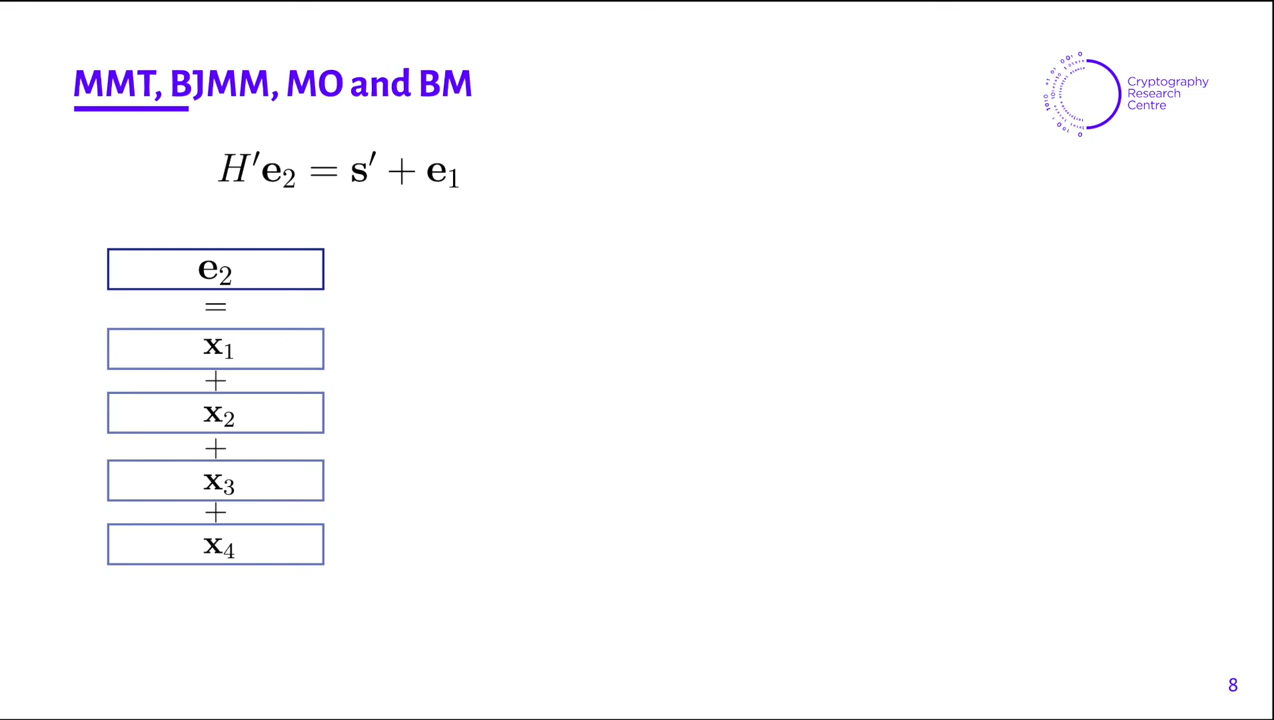 MMT, BJMM, MO and BM
Cryptography
Research
Centre
H′e₂ = s′ + e₁
e₂
=
x₁
+
x₂
+
x₃
+
x₄
8